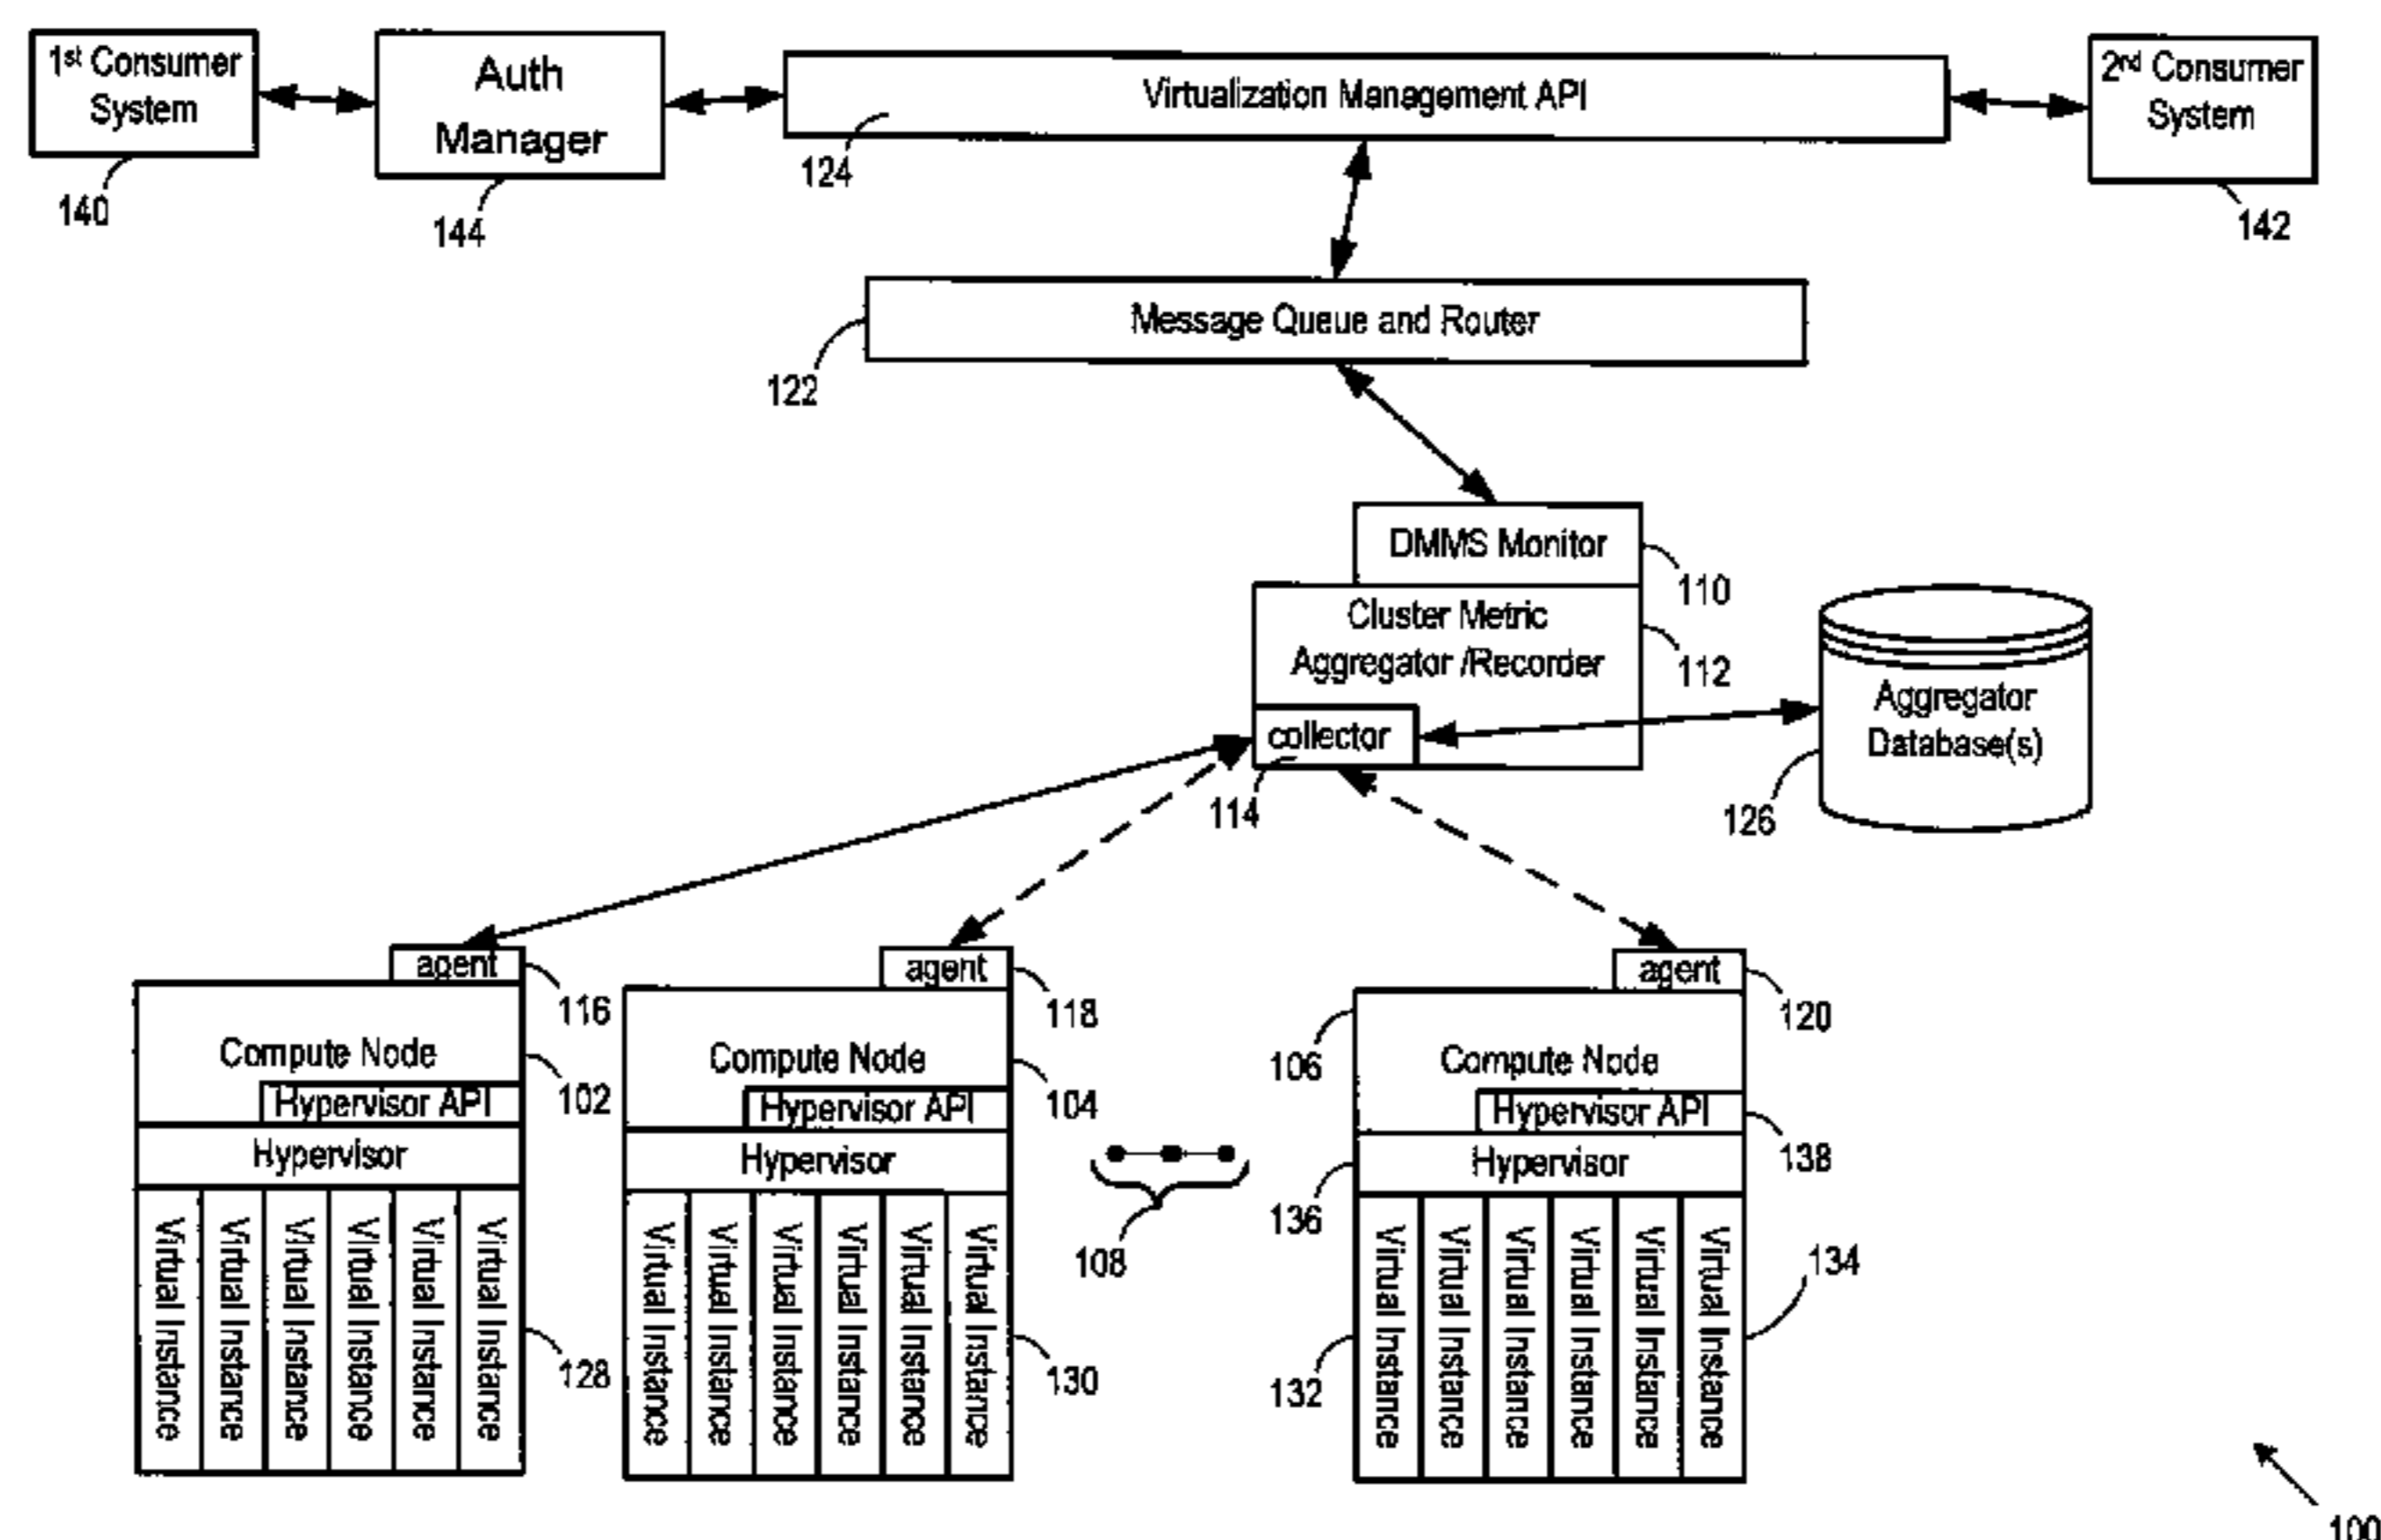 1st Consumer
System
140
Auth
Manager
144
Virtualization Management API
124
2nd Consumer
System
142
Message Queue and Router
122
DMMS Monitor
110
Cluster Metric
Aggregator /Recorder
112
collector
114
Aggregator
Database(s)
126
agent
116
Compute Node
102
Hypervisor API
Hypervisor
Virtual Instance
Virtual Instance
Virtual Instance
Virtual Instance
Virtual Instance
Virtual Instance
128
agent
118
Compute Node
104
Hypervisor API
Hypervisor
Virtual Instance
Virtual Instance
Virtual Instance
Virtual Instance
Virtual Instance
Virtual Instance
130
108
agent
120
106
Compute Node
Hypervisor API
138
Hypervisor
136
Virtual Instance
Virtual Instance
Virtual Instance
Virtual Instance
Virtual Instance
Virtual Instance
132
134
100